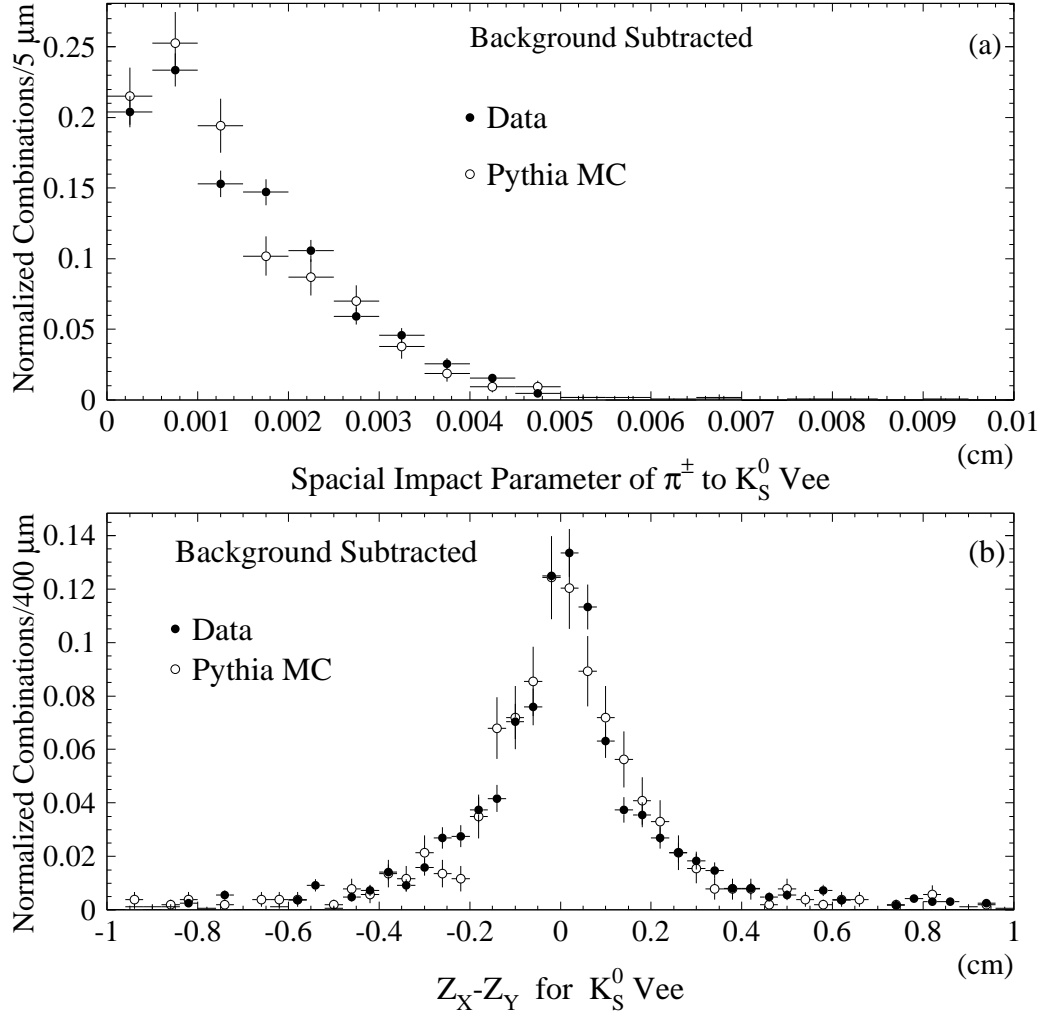 Normalized Combinations/5 µm
Background Subtracted
(a)
Data
Pythia MC
0.25
0.2
0.15
0.1
0.05
0
0 0.001 0.002 0.003 0.004 0.005 0.006 0.007 0.008 0.009 0.01
(cm)
Spacial Impact Parameter of π± to K⁰S Vee
Normalized Combinations/400 µm
Background Subtracted
(b)
Data
Pythia MC
0.14
0.12
0.1
0.08
0.06
0.04
0.02
0
-1 -0.8 -0.6 -0.4 -0.2 0 0.2 0.4 0.6 0.8 1
(cm)
ZX-ZY for K⁰S Vee